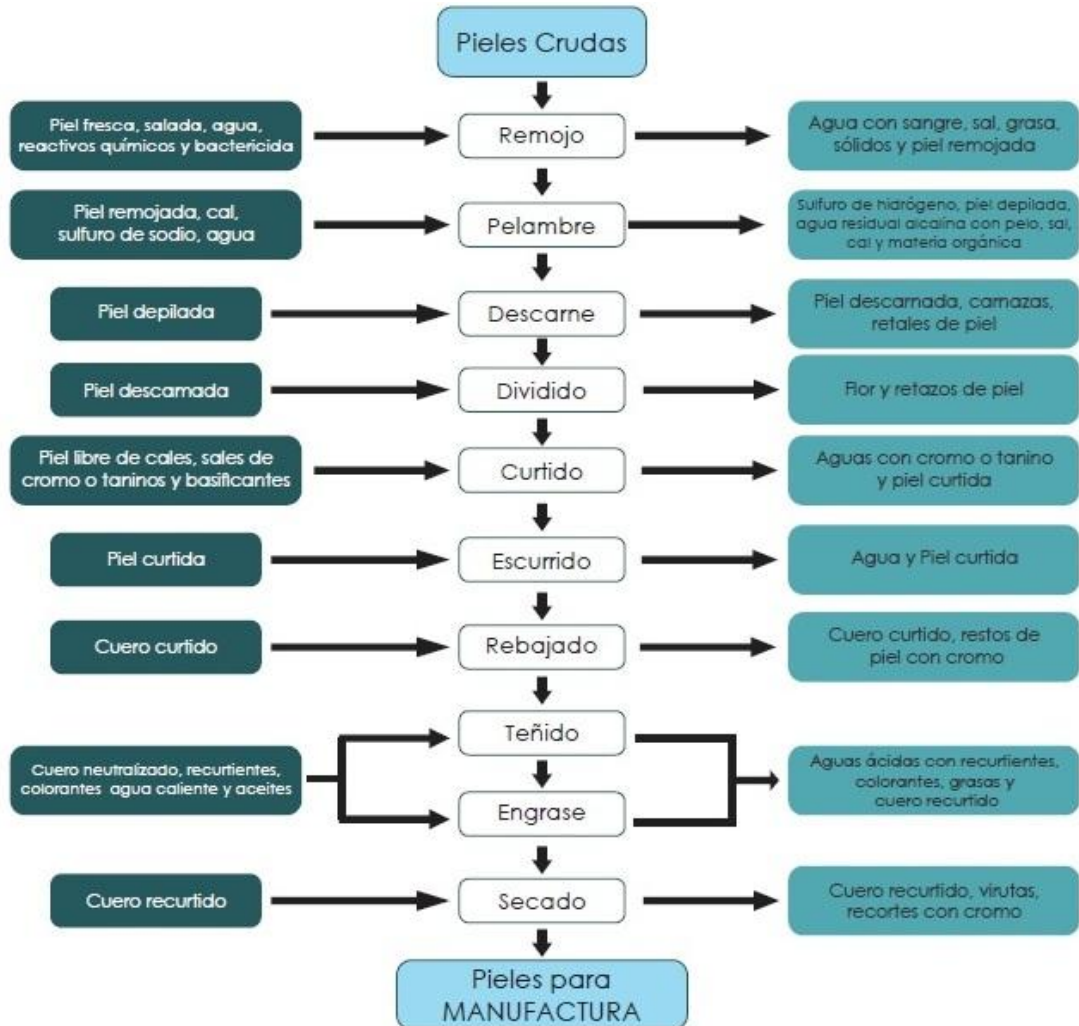 Pieles Crudas
Piel fresca, salada, agua,
reactivos químicos y bactericida
Remojo
Agua con sangre, sal, grasa,
sólidos y piel remojada
Piel remojada, cal,
sulfuro de sodio, agua
Pelambre
Sulfuro de hidrógeno, piel depilada,
agua residual alcalina con pelo, sal,
cal y materia orgánica
Piel depilada
Descarne
Piel descarnada, carnazas,
retales de piel
Piel descarnada
Dividido
Flor y retazos de piel
Piel libre de cales, sales de
cromo o taninos y basificantes
Curtido
Aguas con cromo o tanino
y piel curtida
Piel curtida
Escurrido
Agua y Piel curtida
Cuero curtido
Rebajado
Cuero curtido, restos de
piel con cromo
Teñido
Cuero neutralizado, recurtientes,
colorantes agua caliente y aceites
Engrase
Aguas ácidas con recurtientes,
colorantes, grasas y
cuero recurtido
Cuero recurtido
Secado
Cuero recurtido, virutas,
recortes con cromo
Pieles para
MANUFACTURA